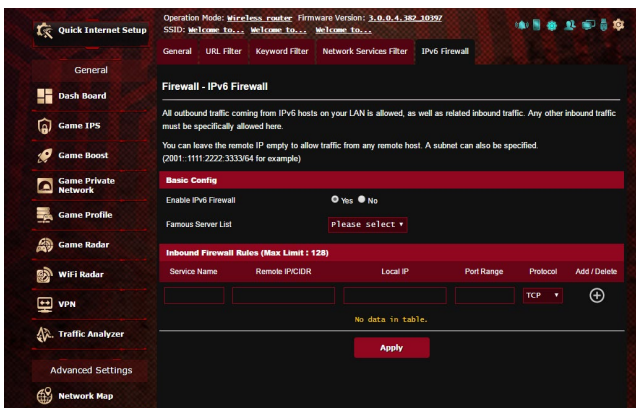 Quick Internet Setup
General
Dash Board
Game IPS
Game Boost
Game Private
Network
Game Profile
Game Radar
WiFi Radar
VPN
Traffic Analyzer
Advanced Settings
Network Map
Operation Mode: Wireless router Firmware Version: 3.0.0.4.382_10397
SSID: Welcome to... Welcome to... Welcome to...
General URL Filter Keyword Filter Network Services Filter IPv6 Firewall
Firewall - IPv6 Firewall
All outbound traffic coming from IPv6 hosts on your LAN is allowed, as well as related inbound traffic. Any other inbound traffic
must be specifically allowed here.
You can leave the remote IP empty to allow traffic from any remote host. A subnet can also be specified.
(2001::1111:2222:3333/64 for example)
Basic Config
Enable IPv6 Firewall Yes No
Famous Server List Please select
Inbound Firewall Rules (Max Limit : 128)
Service Name Remote IP/CIDR Local IP Port Range Protocol Add / Delete
TCP
No data in table.
Apply